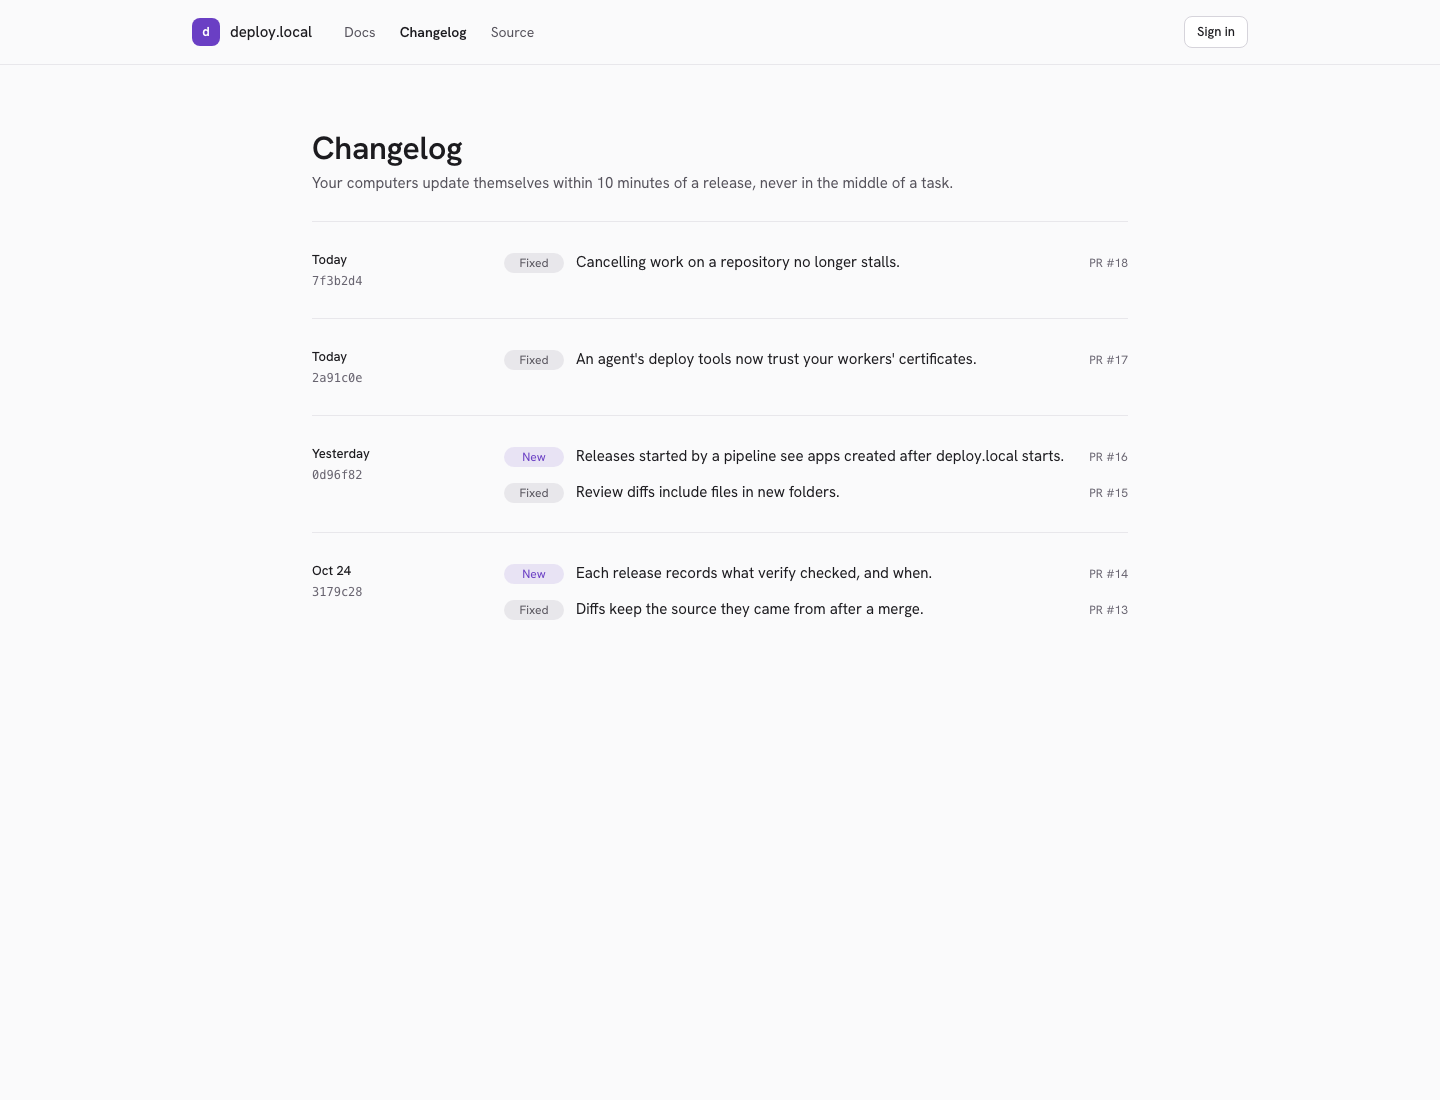 d deploy.local Docs Changelog Source Sign in
Changelog
Your computers update themselves within 10 minutes of a release, never in the middle of a task.
Today
7f3b2d4
Fixed Cancelling work on a repository no longer stalls. PR #18
Today
2a91c0e
Fixed An agent's deploy tools now trust your workers' certificates. PR #17
Yesterday
0d96f82
New Releases started by a pipeline see apps created after deploy.local starts. PR #16
Fixed Review diffs include files in new folders. PR #15
Oct 24
3179c28
New Each release records what verify checked, and when. PR #14
Fixed Diffs keep the source they came from after a merge. PR #13